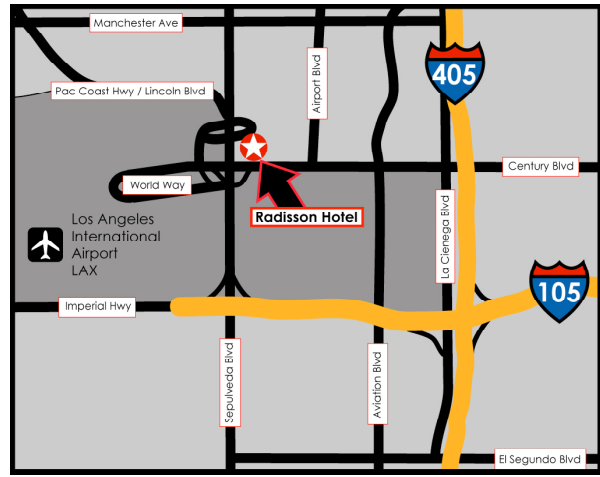 Manchester Ave
405
Airport Blvd
Pac Coast Hwy / Lincoln Blvd
Century Blvd
World Way
Radisson Hotel
La Cienega Blvd
Los Angeles
International
Airport
LAX
105
Imperial Hwy
Sepulveda Blvd
Aviation Blvd
El Segundo Blvd